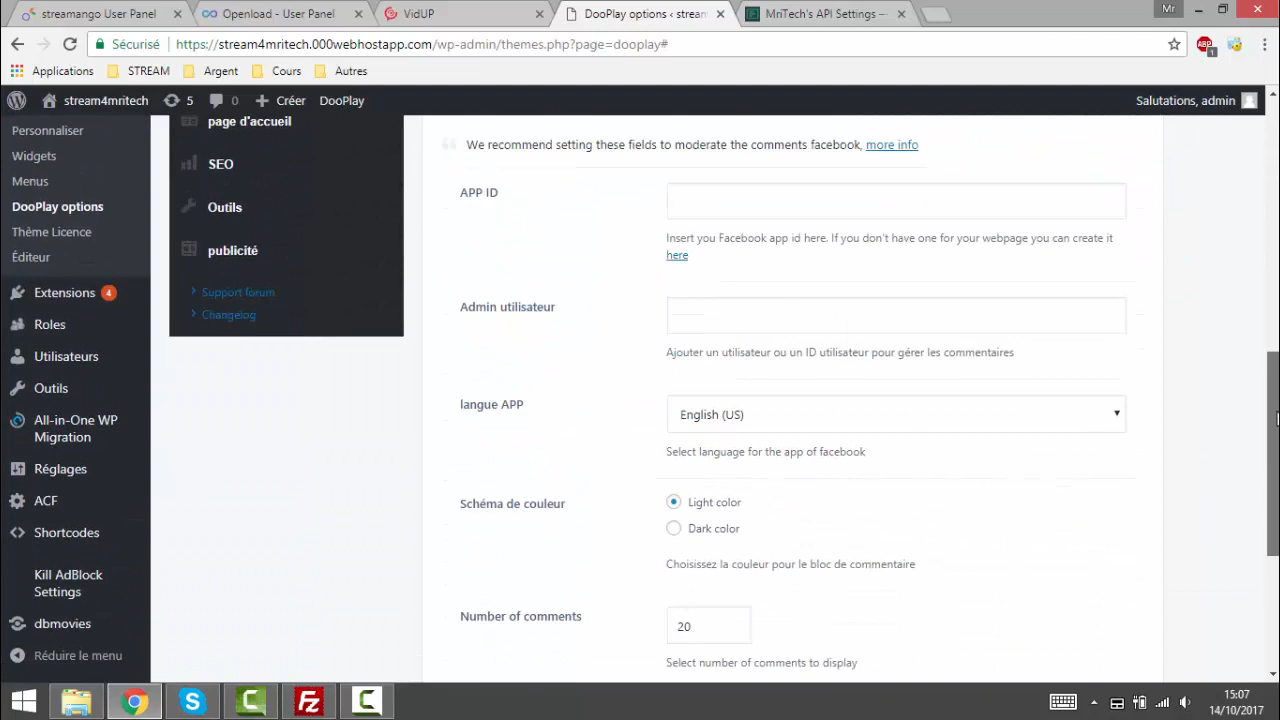 streamango User Panel
Openload - User Panel
VidUP
DooPlay options < stream
MriTech's API Settings —
Mr
Sécurisé
https://stream4mritech.000webhostapp.com/wp-admin/themes.php?page=dooplay#
ABP
1
Applications
STREAM
Argent
Cours
Autres
stream4mritech
5
0
Créer
DooPlay
Salutations, admin
Personnaliser
Widgets
Menus
DooPlay options
Thème Licence
Éditeur
Extensions 4
Roles
Utilisateurs
Outils
All-in-One WP
Migration
Réglages
ACF
Shortcodes
Kill AdBlock
Settings
dbmovies
Réduire le menu
page d'accueil
SEO
Outils
publicité
Support forum
Changelog
We recommend setting these fields to moderate the comments facebook, more info
APP ID
Insert you Facebook app id here. If you don't have one for your webpage you can create it
here
Admin utilisateur
Ajouter un utilisateur ou un ID utilisateur pour gérer les commentaires
langue APP
English (US)
Select language for the app of facebook
Schéma de couleur
Light color
Dark color
Choisissez la couleur pour le bloc de commentaire
Number of comments
20
Select number of comments to display
15:07
14/10/2017